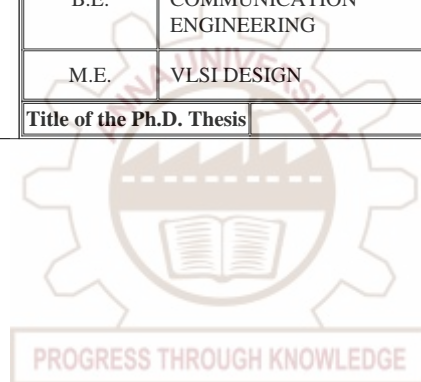 B.E.
COMMUNICATION
ENGINEERING
M.E.
VLSI DESIGN
Title of the Ph.D. Thesis
ANNA UNIVERSITY
PROGRESS THROUGH KNOWLEDGE